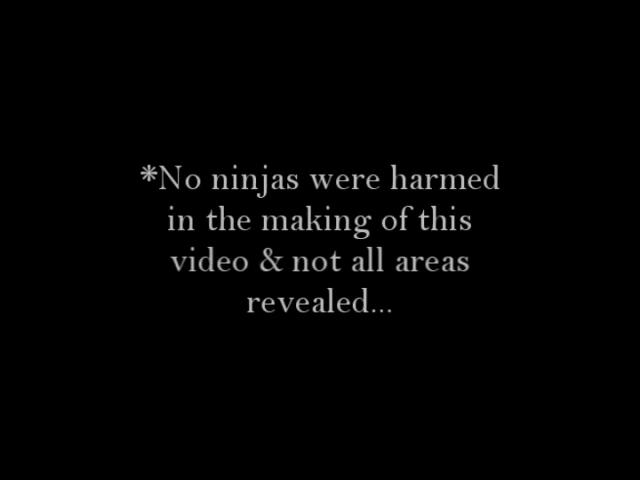 *No ninjas were harmed
in the making of this
video & not all areas
revealed...